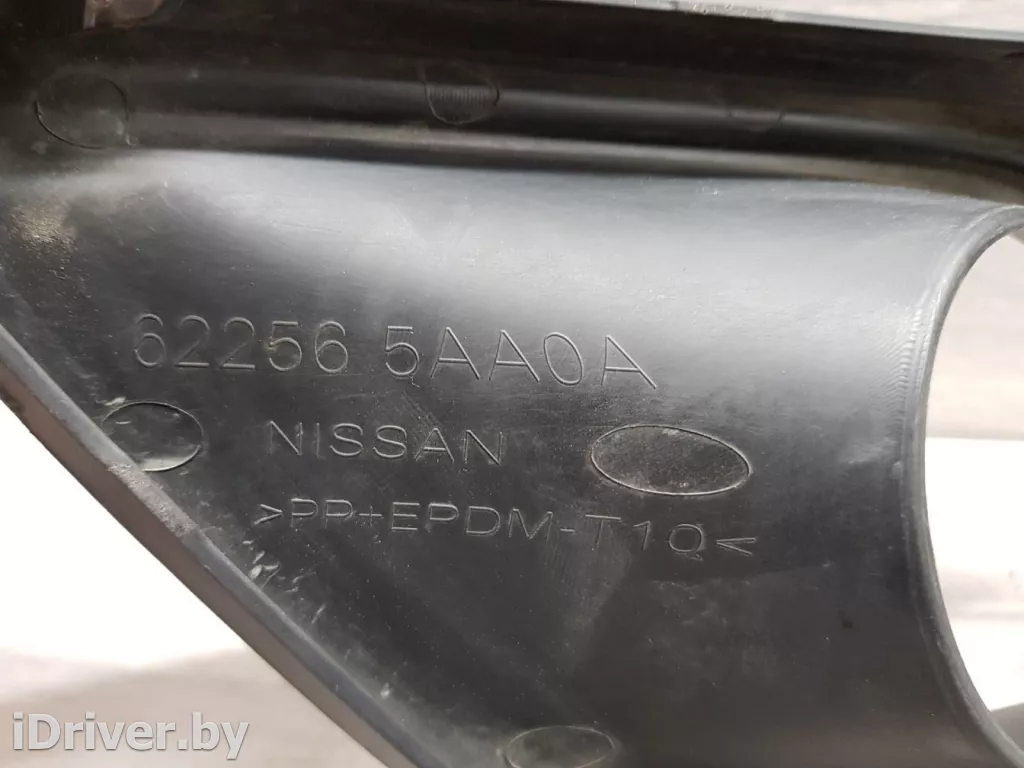 62256 5AA0A
NISSAN
>PP+EPDM-T10<
iDriver.by